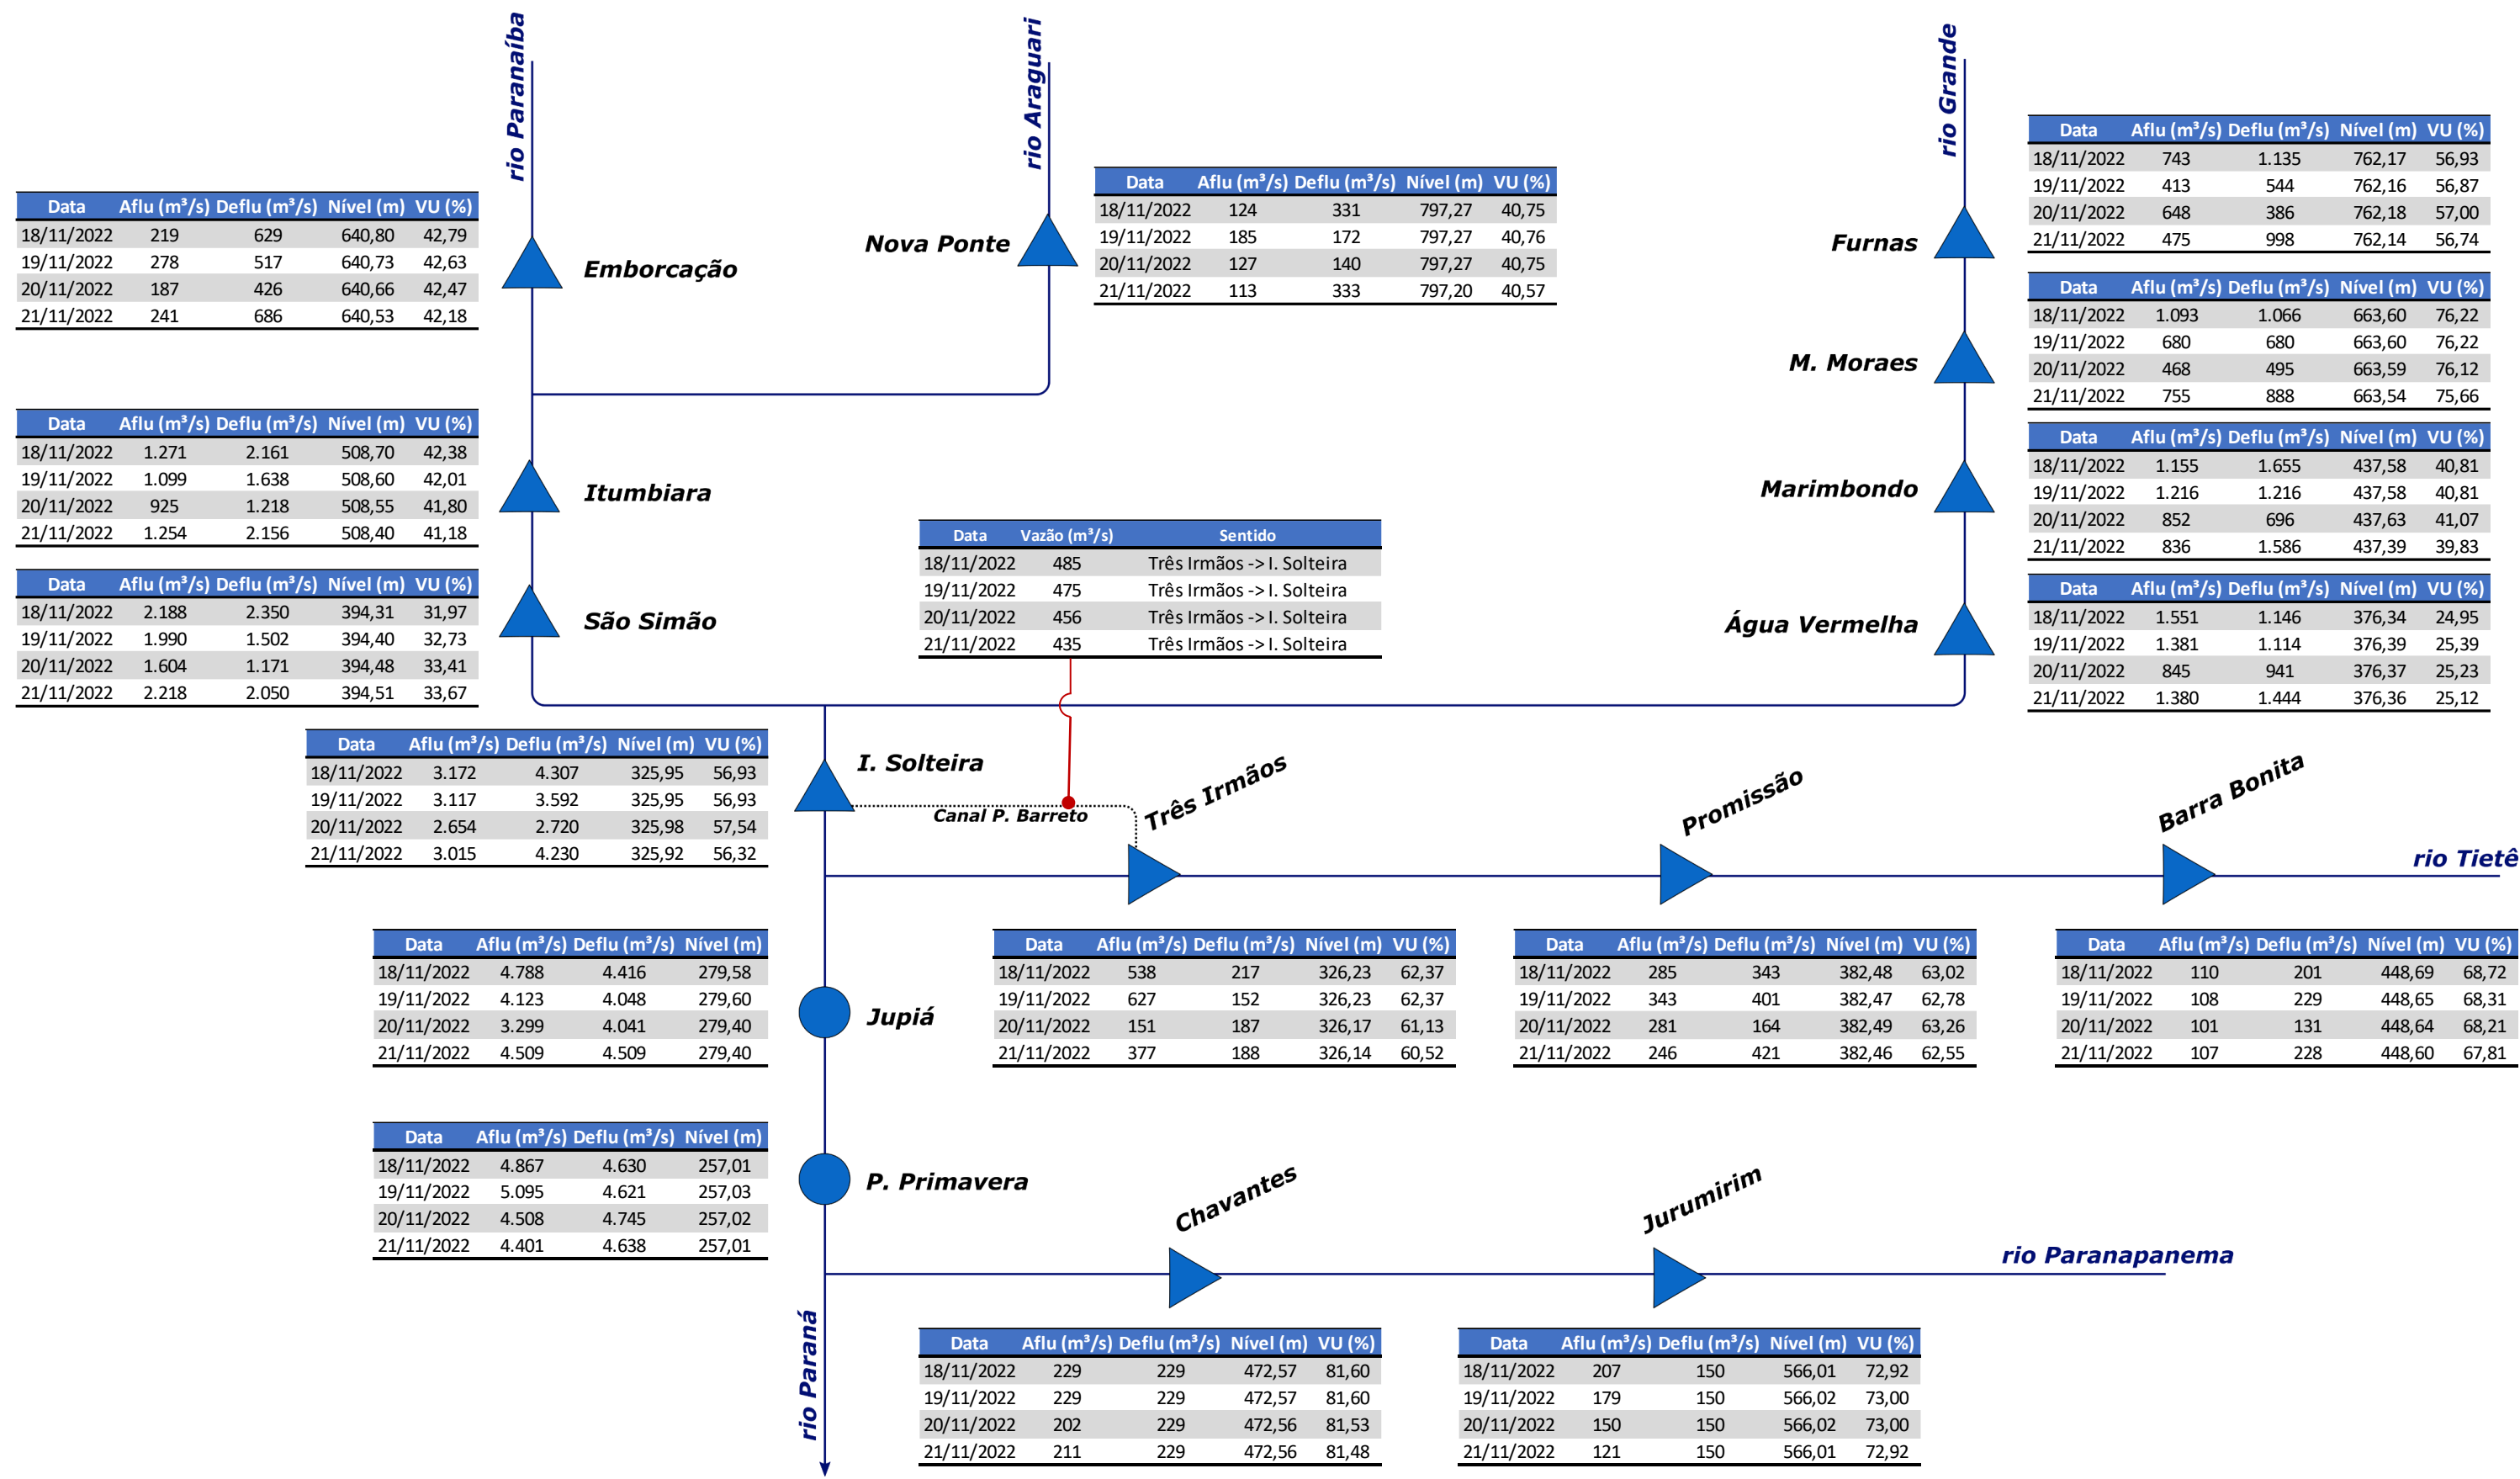 rio Paranaíba
rio Araguari
rio Grande
Data Aflu (m³/s) Deflu (m³/s) Nível (m) VU (%)
18/11/2022 219 629 640,80 42,79
19/11/2022 278 517 640,73 42,63
20/11/2022 187 426 640,66 42,47
21/11/2022 241 686 640,53 42,18
Emborcação
Nova Ponte
Data Aflu (m³/s) Deflu (m³/s) Nível (m) VU (%)
18/11/2022 124 331 797,27 40,75
19/11/2022 185 172 797,27 40,76
20/11/2022 127 140 797,27 40,75
21/11/2022 113 333 797,20 40,57
Furnas
Data Aflu (m³/s) Deflu (m³/s) Nível (m) VU (%)
18/11/2022 743 1.135 762,17 56,93
19/11/2022 413 544 762,16 56,87
20/11/2022 648 386 762,18 57,00
21/11/2022 475 998 762,14 56,74
M. Moraes
Data Aflu (m³/s) Deflu (m³/s) Nível (m) VU (%)
18/11/2022 1.093 1.066 663,60 76,22
19/11/2022 680 680 663,60 76,22
20/11/2022 468 495 663,59 76,12
21/11/2022 755 888 663,54 75,66
Data Aflu (m³/s) Deflu (m³/s) Nível (m) VU (%)
18/11/2022 1.271 2.161 508,70 42,38
19/11/2022 1.099 1.638 508,60 42,01
20/11/2022 925 1.218 508,55 41,80
21/11/2022 1.254 2.156 508,40 41,18
Itumbiara
Marimbondo
Data Aflu (m³/s) Deflu (m³/s) Nível (m) VU (%)
18/11/2022 1.155 1.655 437,58 40,81
19/11/2022 1.216 1.216 437,58 40,81
20/11/2022 852 696 437,63 41,07
21/11/2022 836 1.586 437,39 39,83
Data Aflu (m³/s) Deflu (m³/s) Nível (m) VU (%)
18/11/2022 2.188 2.350 394,31 31,97
19/11/2022 1.990 1.502 394,40 32,73
20/11/2022 1.604 1.171 394,48 33,41
21/11/2022 2.218 2.050 394,51 33,67
São Simão
Data Vazão (m³/s) Sentido
18/11/2022 485 Três Irmãos -> I. Solteira
19/11/2022 475 Três Irmãos -> I. Solteira
20/11/2022 456 Três Irmãos -> I. Solteira
21/11/2022 435 Três Irmãos -> I. Solteira
Água Vermelha
Data Aflu (m³/s) Deflu (m³/s) Nível (m) VU (%)
18/11/2022 1.551 1.146 376,34 24,95
19/11/2022 1.381 1.114 376,39 25,39
20/11/2022 845 941 376,37 25,23
21/11/2022 1.380 1.444 376,36 25,12
Data Aflu (m³/s) Deflu (m³/s) Nível (m) VU (%)
18/11/2022 3.172 4.307 325,95 56,93
19/11/2022 3.117 3.592 325,95 56,93
20/11/2022 2.654 2.720 325,98 57,54
21/11/2022 3.015 4.230 325,92 56,32
I. Solteira
Canal P. Barreto
Três Irmãos
Promissão
Barra Bonita
rio Tietê
Data Aflu (m³/s) Deflu (m³/s) Nível (m)
18/11/2022 4.788 4.416 279,58
19/11/2022 4.123 4.048 279,60
20/11/2022 3.299 4.041 279,40
21/11/2022 4.509 4.509 279,40
Jupiá
Data Aflu (m³/s) Deflu (m³/s) Nível (m) VU (%)
18/11/2022 538 217 326,23 62,37
19/11/2022 627 152 326,23 62,37
20/11/2022 151 187 326,17 61,13
21/11/2022 377 188 326,14 60,52
Data Aflu (m³/s) Deflu (m³/s) Nível (m) VU (%)
18/11/2022 285 343 382,48 63,02
19/11/2022 343 401 382,47 62,78
20/11/2022 281 164 382,49 63,26
21/11/2022 246 421 382,46 62,55
Data Aflu (m³/s) Deflu (m³/s) Nível (m) VU (%)
18/11/2022 110 201 448,69 68,72
19/11/2022 108 229 448,65 68,31
20/11/2022 101 131 448,64 68,21
21/11/2022 107 228 448,60 67,81
Data Aflu (m³/s) Deflu (m³/s) Nível (m)
18/11/2022 4.867 4.630 257,01
19/11/2022 5.095 4.621 257,03
20/11/2022 4.508 4.745 257,02
21/11/2022 4.401 4.638 257,01
P. Primavera
Chavantes
Jurumirim
rio Paranapanema
rio Paraná
Data Aflu (m³/s) Deflu (m³/s) Nível (m) VU (%)
18/11/2022 229 229 472,57 81,60
19/11/2022 229 229 472,57 81,60
20/11/2022 202 229 472,56 81,53
21/11/2022 211 229 472,56 81,48
Data Aflu (m³/s) Deflu (m³/s) Nível (m) VU (%)
18/11/2022 207 150 566,01 72,92
19/11/2022 179 150 566,02 73,00
20/11/2022 150 150 566,02 73,00
21/11/2022 121 150 566,01 72,92